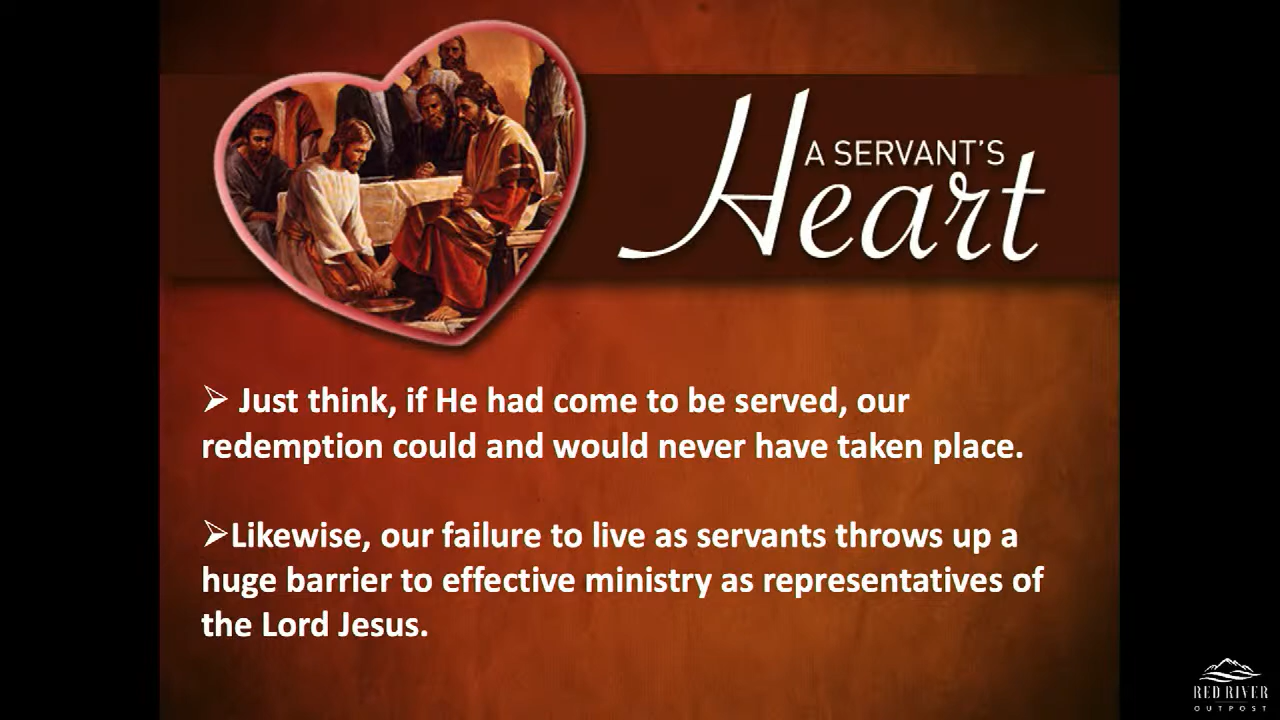 A SERVANT'S
Heart
➢ Just think, if He had come to be served, our
redemption could and would never have taken place.
➢Likewise, our failure to live as servants throws up a
huge barrier to effective ministry as representatives of
the Lord Jesus.
RED RIVER
OUTPOST